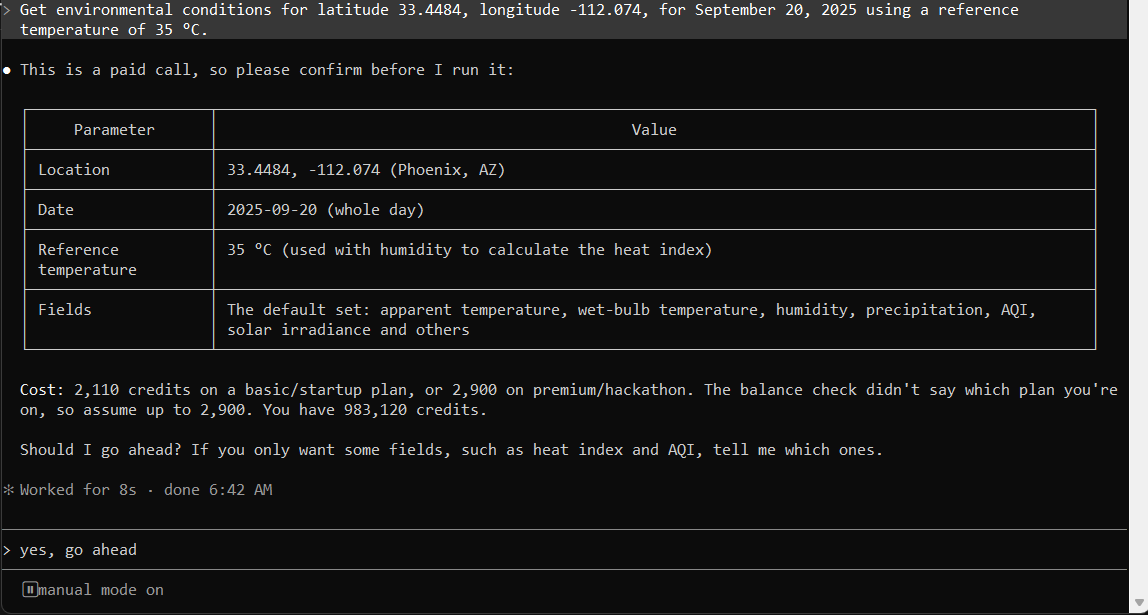 > Get environmental conditions for latitude 33.4484, longitude -112.074, for September 20, 2025 using a reference
temperature of 35 ºC.
● This is a paid call, so please confirm before I run it:
Parameter Value
Location 33.4484, -112.074 (Phoenix, AZ)
Date 2025-09-20 (whole day)
Reference 35 ºC (used with humidity to calculate the heat index)
temperature
Fields The default set: apparent temperature, wet-bulb temperature, humidity, precipitation, AQI,
solar irradiance and others
Cost: 2,110 credits on a basic/startup plan, or 2,900 on premium/hackathon. The balance check didn't say which plan you're
on, so assume up to 2,900. You have 983,120 credits.
Should I go ahead? If you only want some fields, such as heat index and AQI, tell me which ones.
✻ Worked for 8s · done 6:42 AM
> yes, go ahead
⏸manual mode on